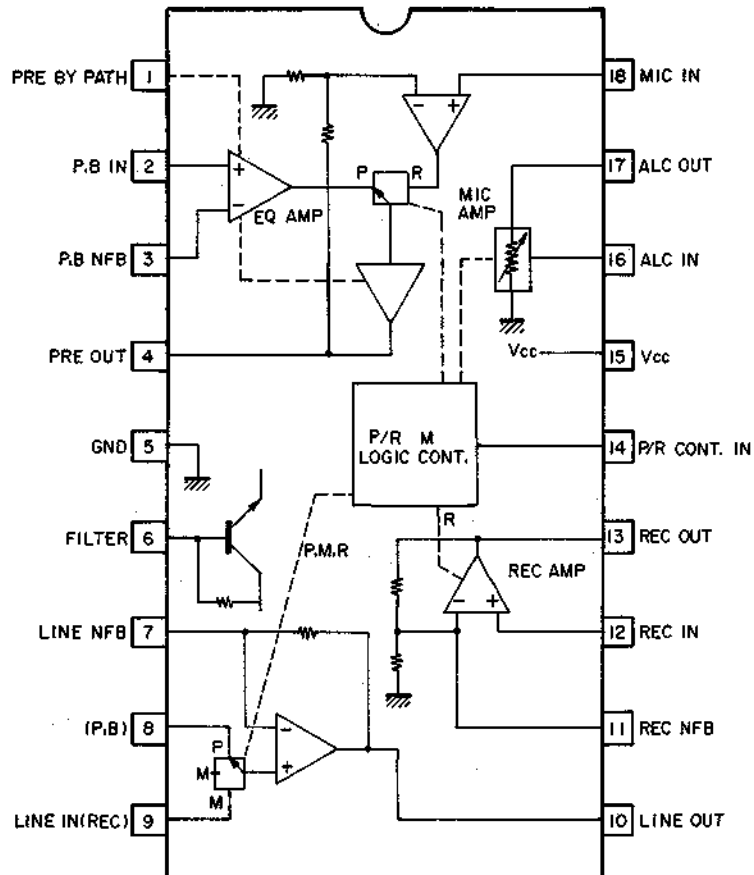 PRE BY PATH 1
18 MIC IN
P.B IN 2
+
−
EQ AMP
P
R
−
+
MIC
AMP
17 ALC OUT
P.B NFB 3
16 ALC IN
PRE OUT 4
Vcc
15 Vcc
GND 5
P/R M
LOGIC CONT.
14 P/R CONT. IN
FILTER 6
P.M.R
R
13 REC OUT
REC AMP
−
+
LINE NFB 7
12 REC IN
(P.B) 8
P
M
M
−
+
11 REC NFB
LINE IN(REC) 9
10 LINE OUT